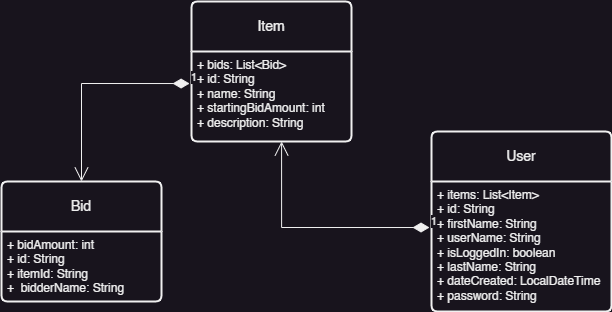 Item
+ bids: List<Bid>
1
+ id: String
+ name: String
+ startingBidAmount: int
+ description: String
User
+ items: List<Item>
+ id: String
1
+ firstName: String
+ userName: String
+ isLoggedIn: boolean
+ lastName: String
+ dateCreated: LocalDateTime
+ password: String
Bid
+ bidAmount: int
+ id: String
+ itemId: String
+ bidderName: String